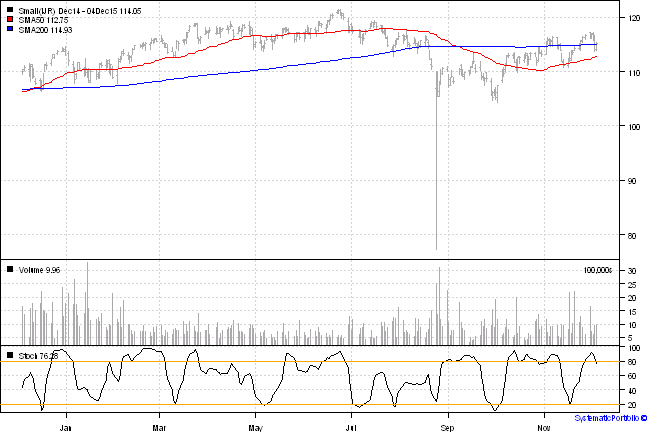 Small(IJR) Dec14 - 04Dec15 114.05
SMA50 112.75
SMA200 114.93
120
110
100
90
80
Volume 9.96
100,000s
30
25
20
15
10
5
Stoch 76.28
100
80
60
40
20
Jan Mar May Jul Sep Nov
SystematicPortfolio ©